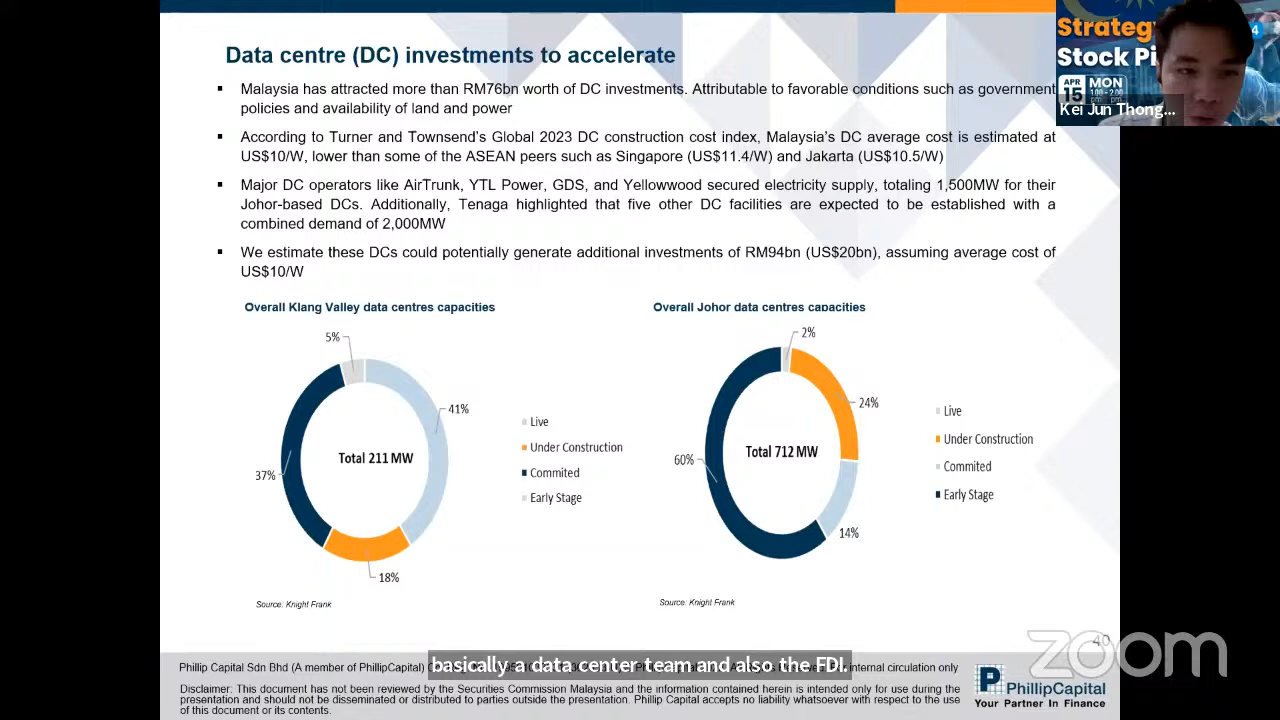 Data centre (DC) investments to accelerate
Strategy
Stock Pi
4
APR
15
MON
1:00 - 2:00
pm pm
Kei Jun Thong...
Malaysia has attracted more than RM76bn worth of DC investments. Attributable to favorable conditions such as government
policies and availability of land and power
According to Turner and Townsend's Global 2023 DC construction cost index, Malaysia's DC average cost is estimated at
US$10/W, lower than some of the ASEAN peers such as Singapore (US$11.4/W) and Jakarta (US$10.5/W)
Major DC operators like AirTrunk, YTL Power, GDS, and Yellowwood secured electricity supply, totaling 1,500MW for their
Johor-based DCs. Additionally, Tenaga highlighted that five other DC facilities are expected to be established with a
combined demand of 2,000MW
We estimate these DCs could potentially generate additional investments of RM94bn (US$20bn), assuming average cost of
US$10/W
Overall Klang Valley data centres capacities
5%
41%
Total 211 MW
37%
18%
Live
Under Construction
Commited
Early Stage
Source: Knight Frank
Overall Johor data centres capacities
2%
24%
Total 712 MW
60%
14%
Live
Under Construction
Commited
Early Stage
Source: Knight Frank
40
zoom
Phillip Capital Sdn Bhd (A member of PhillipCapital) internal circulation only
basically a data center team and also the FDI.
Disclaimer: This document has not been reviewed by the Securities Commission Malaysia and the information contained herein is intended only for use during the
presentation and should not be disseminated or distributed to parties outside the presentation. Phillip Capital accepts no liability whatsoever with respect to the use
of this document or its contents.
PhillipCapital
Your Partner In Finance